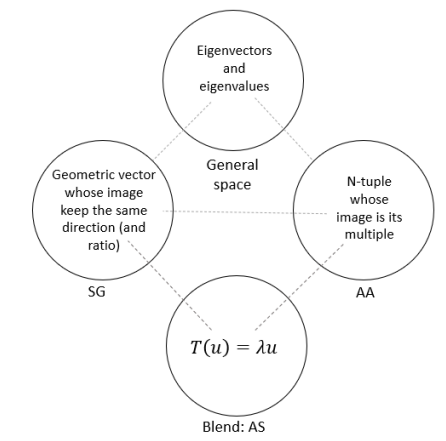 Eigenvectors
and
eigenvalues
General
space
Geometric vector
whose image
keep the same
direction (and
ratio)
SG
N-tuple
whose
image is its
multiple
AA
T(u) = λu
Blend: AS